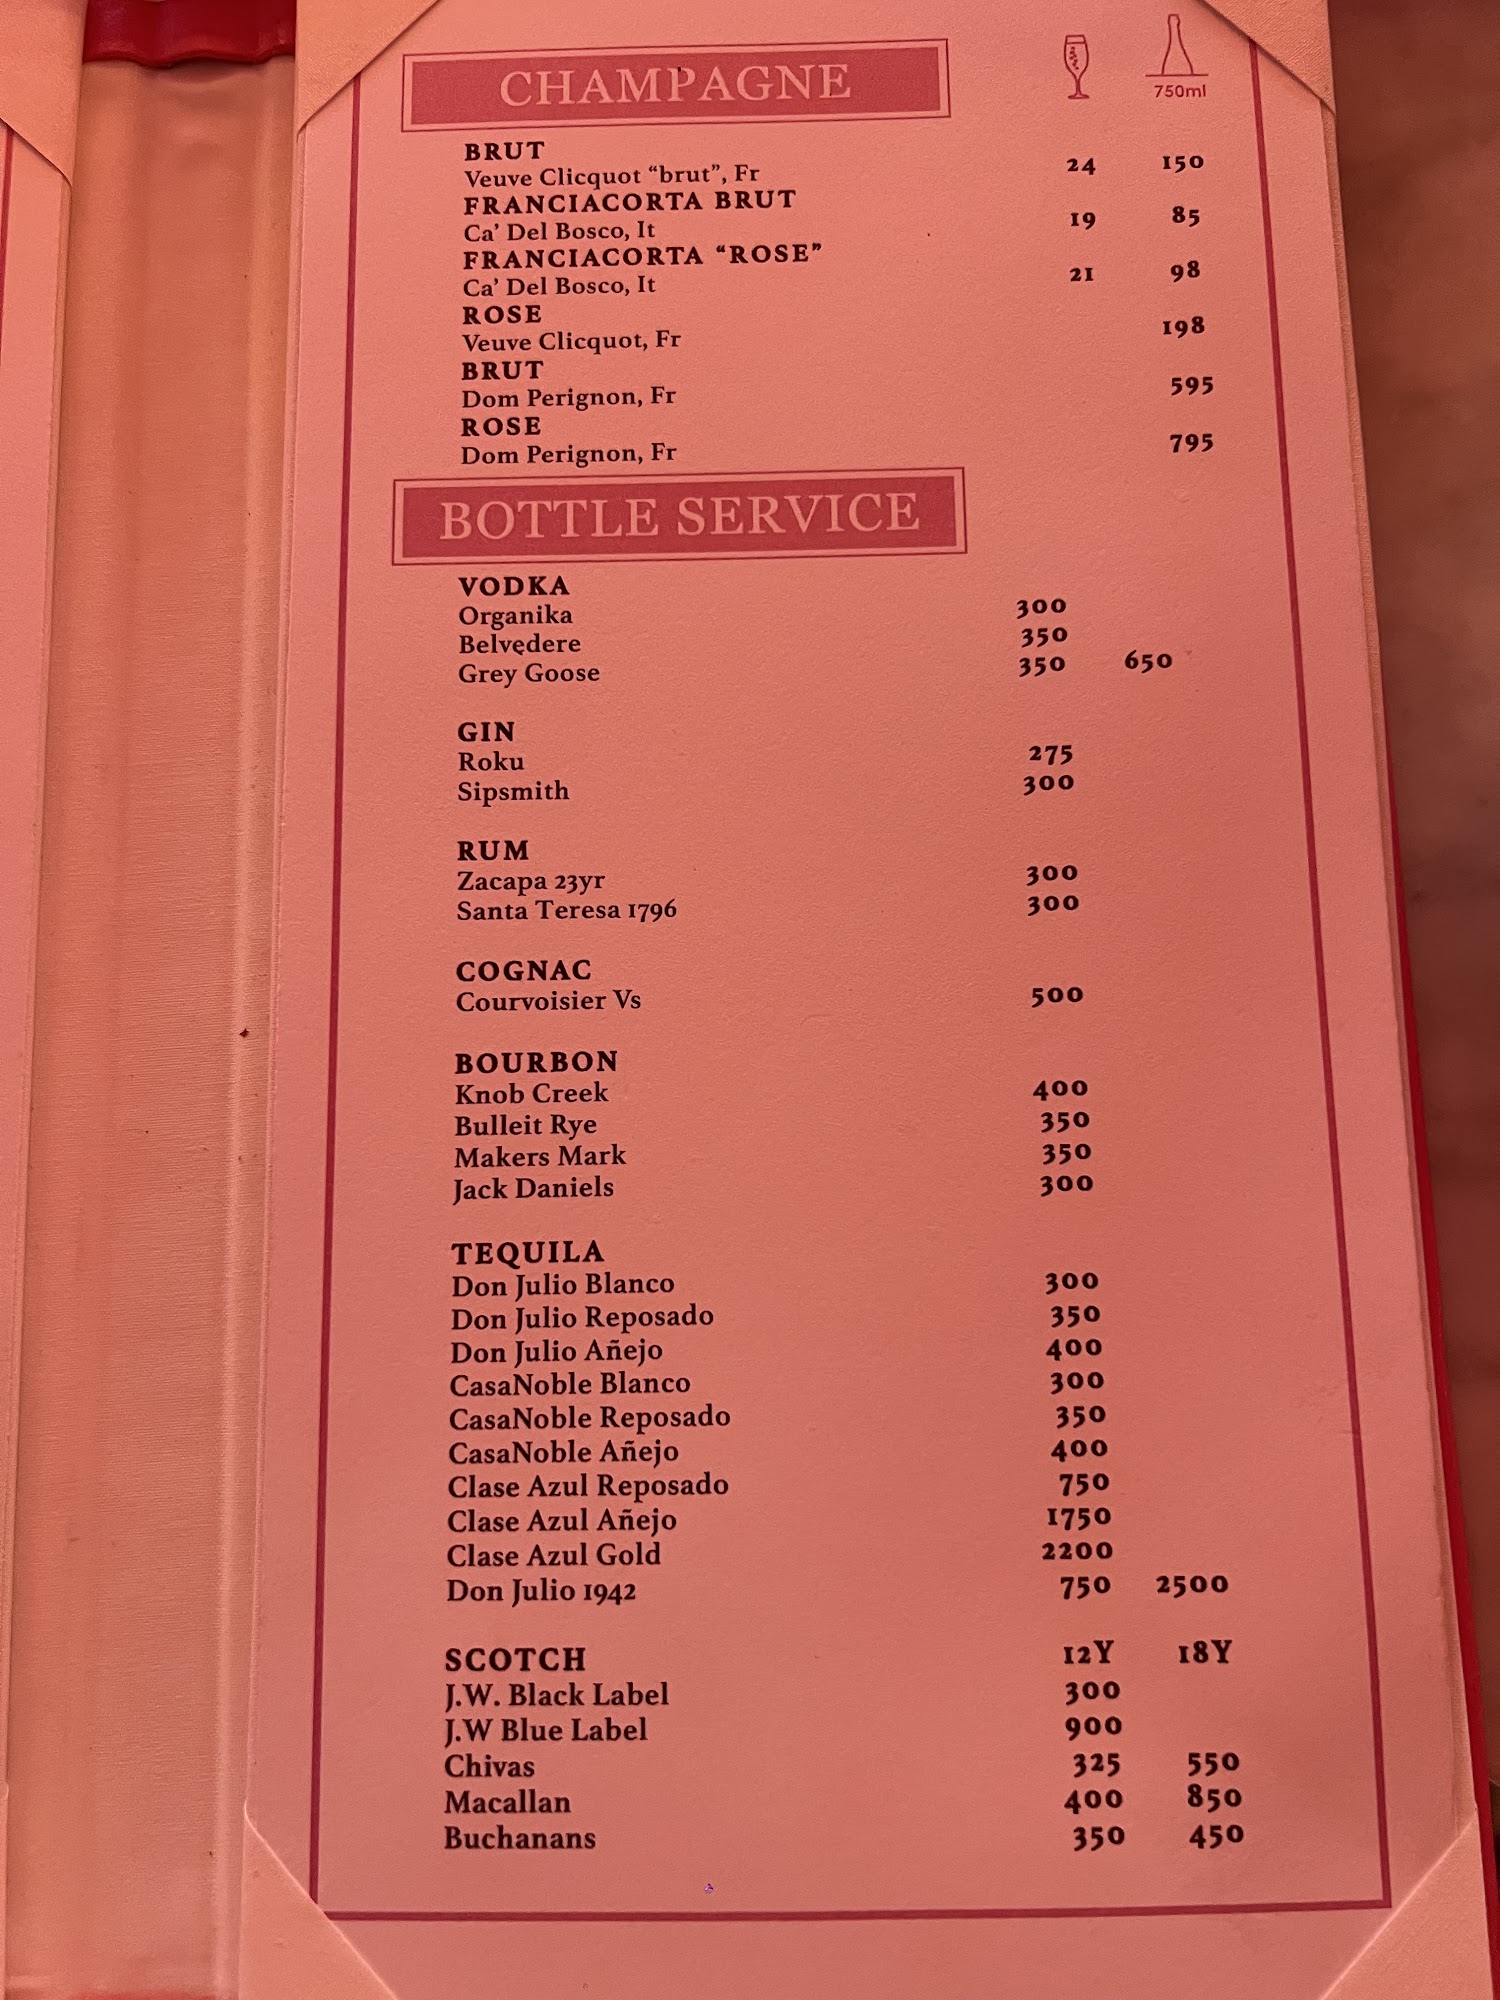 CHAMPAGNE
750ml
BRUT
Veuve Clicquot “brut”, Fr 24 150
FRANCIACORTA BRUT
Ca’ Del Bosco, It 19 85
FRANCIACORTA “ROSE”
Ca’ Del Bosco, It 21 98
ROSE
Veuve Clicquot, Fr 198
BRUT
Dom Perignon, Fr 595
ROSE
Dom Perignon, Fr 795
BOTTLE SERVICE
VODKA
Organika 300
Belvedere 350
Grey Goose 350 650
GIN
Roku 275
Sipsmith 300
RUM
Zacapa 23yr 300
Santa Teresa 1796 300
COGNAC
Courvoisier Vs 500
BOURBON
Knob Creek 400
Bulleit Rye 350
Makers Mark 350
Jack Daniels 300
TEQUILA
Don Julio Blanco 300
Don Julio Reposado 350
Don Julio Añejo 400
CasaNoble Blanco 300
CasaNoble Reposado 350
CasaNoble Añejo 400
Clase Azul Reposado 750
Clase Azul Añejo 1750
Clase Azul Gold 2200
Don Julio 1942 750 2500
SCOTCH 12Y 18Y
J.W. Black Label 300
J.W Blue Label 900
Chivas 325 550
Macallan 400 850
Buchanans 350 450